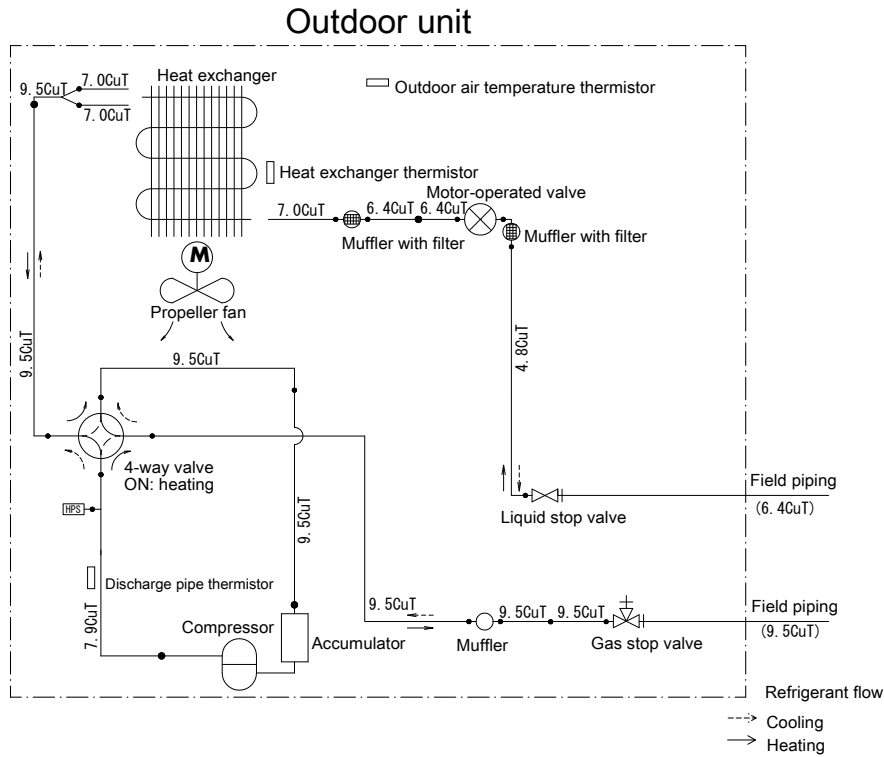 Outdoor unit
Heat exchanger
7. 0CuT
9. 5CuT
7. 0CuT
Outdoor air temperature thermistor
Heat exchanger thermistor
Motor-operated valve
7. 0CuT
6. 4CuT
6. 4CuT
Muffler with filter
Muffler with filter
M
Propeller fan
9. 5CuT
9. 5CuT
4. 8CuT
4-way valve
ON: heating
HPS
9. 5CuT
Field piping
(6. 4CuT)
Liquid stop valve
Discharge pipe thermistor
7. 9CuT
Compressor
Accumulator
9. 5CuT
9. 5CuT
9. 5CuT
Muffler
Gas stop valve
Field piping
(9. 5CuT)
Refrigerant flow
Cooling
Heating